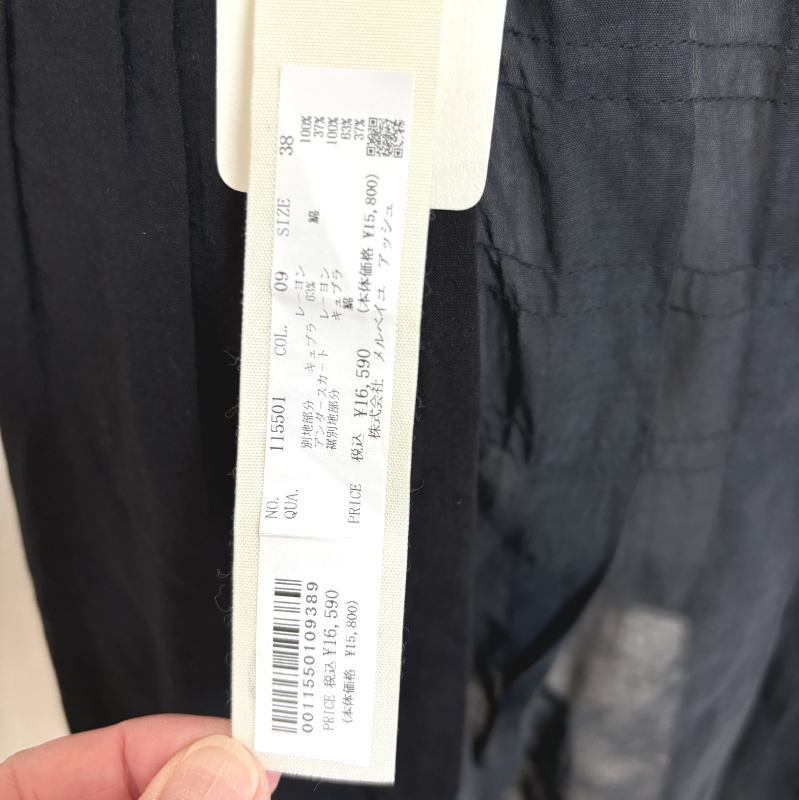 NO. 115501 COL. 09 SIZE 38
QUA. レーヨン 100%
別地部分 キュプラ 63% 綿 37%
アンダースカート レーヨン 100%
裾別地部分 キュプラ 63%
綿 37%
PRICE 税込 ¥16,590 (本体価格 ¥15,800)
株式会社 メルベイユ アッシュ
0011550109389
PRICE 税込 ¥16,590
(本体価格 ¥15,800)